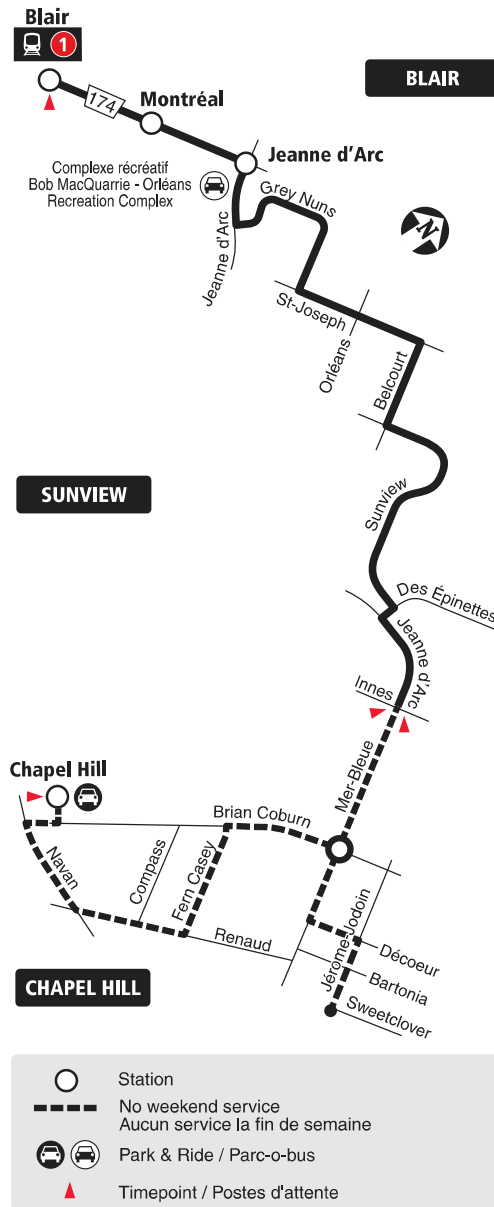 Blair
1
BLAIR
174
Montréal
Jeanne d'Arc
Complexe récréatif
Bob MacQuarrie - Orléans
Recreation Complex
Grey Nuns
Jeanne d'Arc
N
St-Joseph
Orléans
Belcourt
SUNVIEW
Sunview
Des Épinettes
Jeanne d'Arc
Innes
Mer-Bleue
Chapel Hill
Brian Coburn
Navan
Compass
Fern Casey
Renaud
Jérome-Jodoin
Décoeur
Bartonia
Sweetclover
CHAPEL HILL
Station
No weekend service
Aucun service la fin de semaine
Park & Ride / Parc-o-bus
Timepoint / Postes d'attente